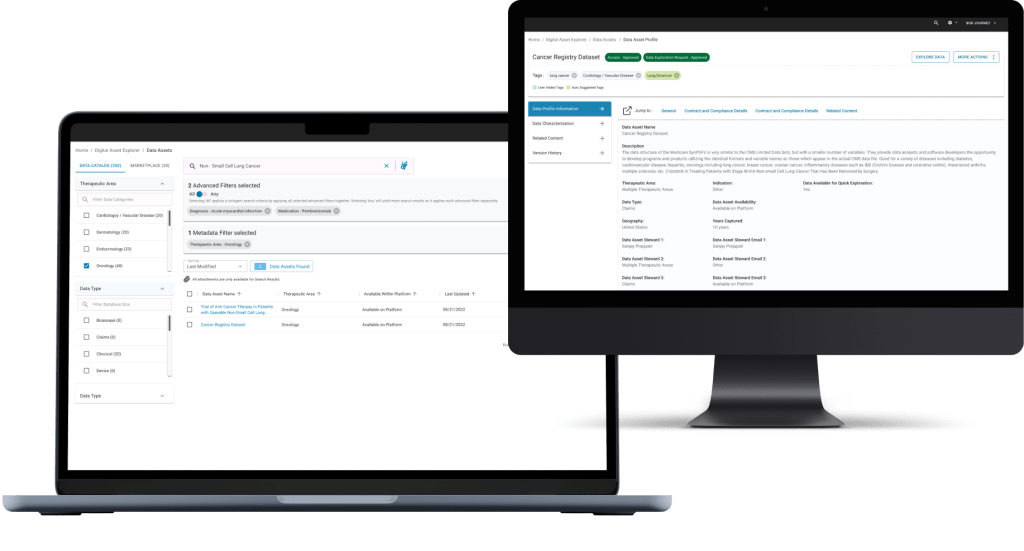 Home / Digital Asset Explorer / Data Assets
DATA CATALOG (280)
MARKETPLACE (30)
Therapeutic Area
Filter Data Categories
Cardiology / Vascular Disease (20)
Dermatology (20)
Endocrinology (23)
Oncology (40)
Data Type
Filter Database Size
Bioassays (5)
Claims (0)
Clinical (20)
Device (0)
Data Type
Non - Small Cell Lung Cancer
2 Advanced Filters selected
All
Any
Selecting 'All' applies a stringent search criteria by applying all selected advanced filters together. Selecting 'Any' will yield more search results as it applies each advanced filter separately.
Diagnosis : Acute myocardial infarction
Medication : Pembrolizumab
1 Metadata Filter selected
Therapeutic Area : Oncology
Sort By
Last Modified
Data Assets Found
All attachments are only available for Search Results
Data Asset Name
Therapeutic Area
Available Within Platform
Last Updated
Trial of Anti-Cancer Therapy in Patients
with Operable Non-Small Cell Lung...
Oncology
Available on Platform
09/21/2022
Cancer Registry Dataset
Oncology
Available on Platform
09/21/2022
BOB JOURNEY
Home / Digital Asset Explorer / Data Assets / Data Asset Profile
Cancer Registry Dataset
Access : Approved
Data Exploration Request : Approved
EXPLORE DATA
MORE ACTIONS
Tags :
lung cancer
Cardiology / Vascular Disease
Lung Directive
User Added Tags
Auto Suggested Tags
Data Profile Information
Data Characterization
Related Content
Version History
Jump to :
General
Contract and Compliance Details
Contract and Compliance Details
Related Content
Data Asset Name
Cancer Registry Dataset
Description
The data structure of the Medicare SynPUFs is very similar to the CMS Limited Data Sets, but with a smaller number of variables. They provide data analysts and software developers the opportunity
to develop programs and products utilizing the identical formats and variable names as those which appear in the actual CMS data file. Good for a variety of diseases including diabetes,
cardiovascular disease, hepatitis, oncology including lung cancer, breast cancer, ovarian cancer, inflammatory diseases such as IBD (Crohn's Disease and ulcerative colitis), rheumatoid arthritis,
multiple sclerosis, etc. Crizotinib in Treating Patients with Stage IB-IIIA Non-small Cell Lung Cancer That Has Been Removed by Surgery.
Therapeutic Area:
Multiple Therapeutic Areas
Indication:
Other
Data Available for Quick Exploration:
Yes
Data Type:
Claims
Data Asset Availability:
Available on Platform
Geography:
United States
Years Captured:
10 years
Data Asset Steward 1:
Sanjay Prajapati
Data Asset Steward Email 1:
Sanjay Prajapati
Data Asset Steward 2:
Multiple Therapeutic Areas
Data Asset Steward Email 2:
Other
Data Asset Steward 3:
Claims
Data Asset Steward Email 3:
Available on Platform